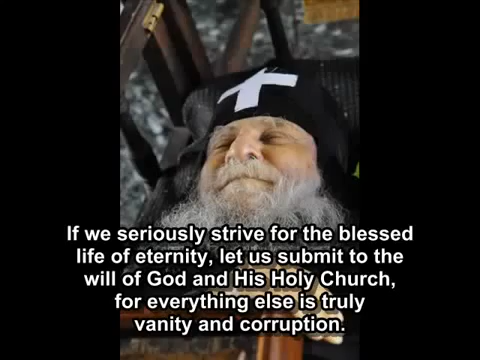 If we seriously strive for the blessed
life of eternity, let us submit to the
will of God and His Holy Church,
for everything else is truly
vanity and corruption.